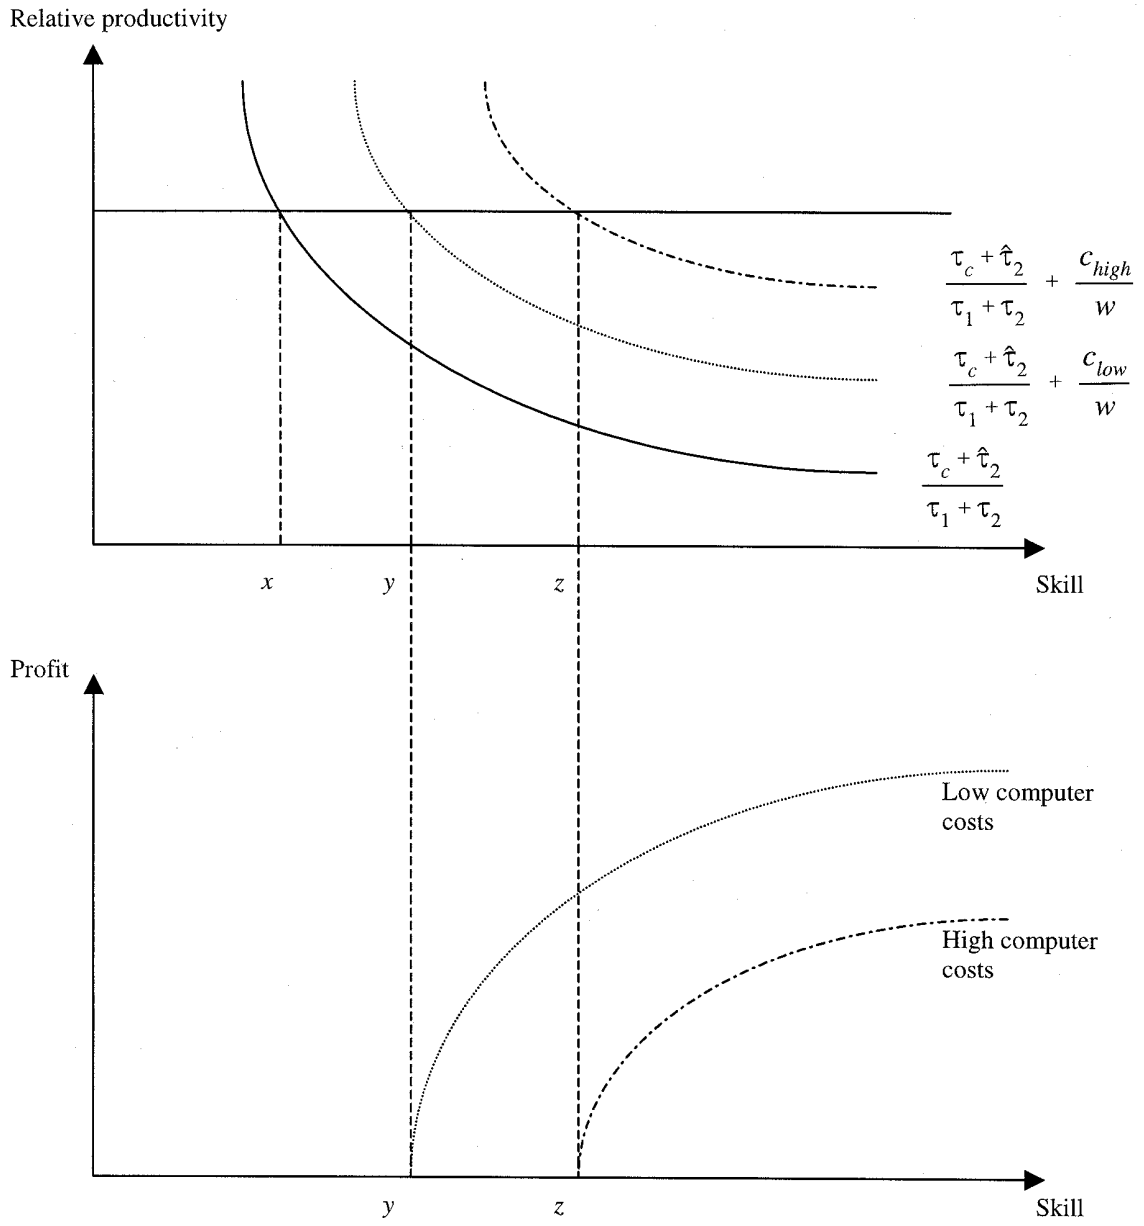 Relative productivity
τc + τ̂2 / τ1 + τ2 + chigh / w
τc + τ̂2 / τ1 + τ2 + clow / w
τc + τ̂2 / τ1 + τ2
x y z Skill
Profit
Low computer
costs
High computer
costs
y z Skill